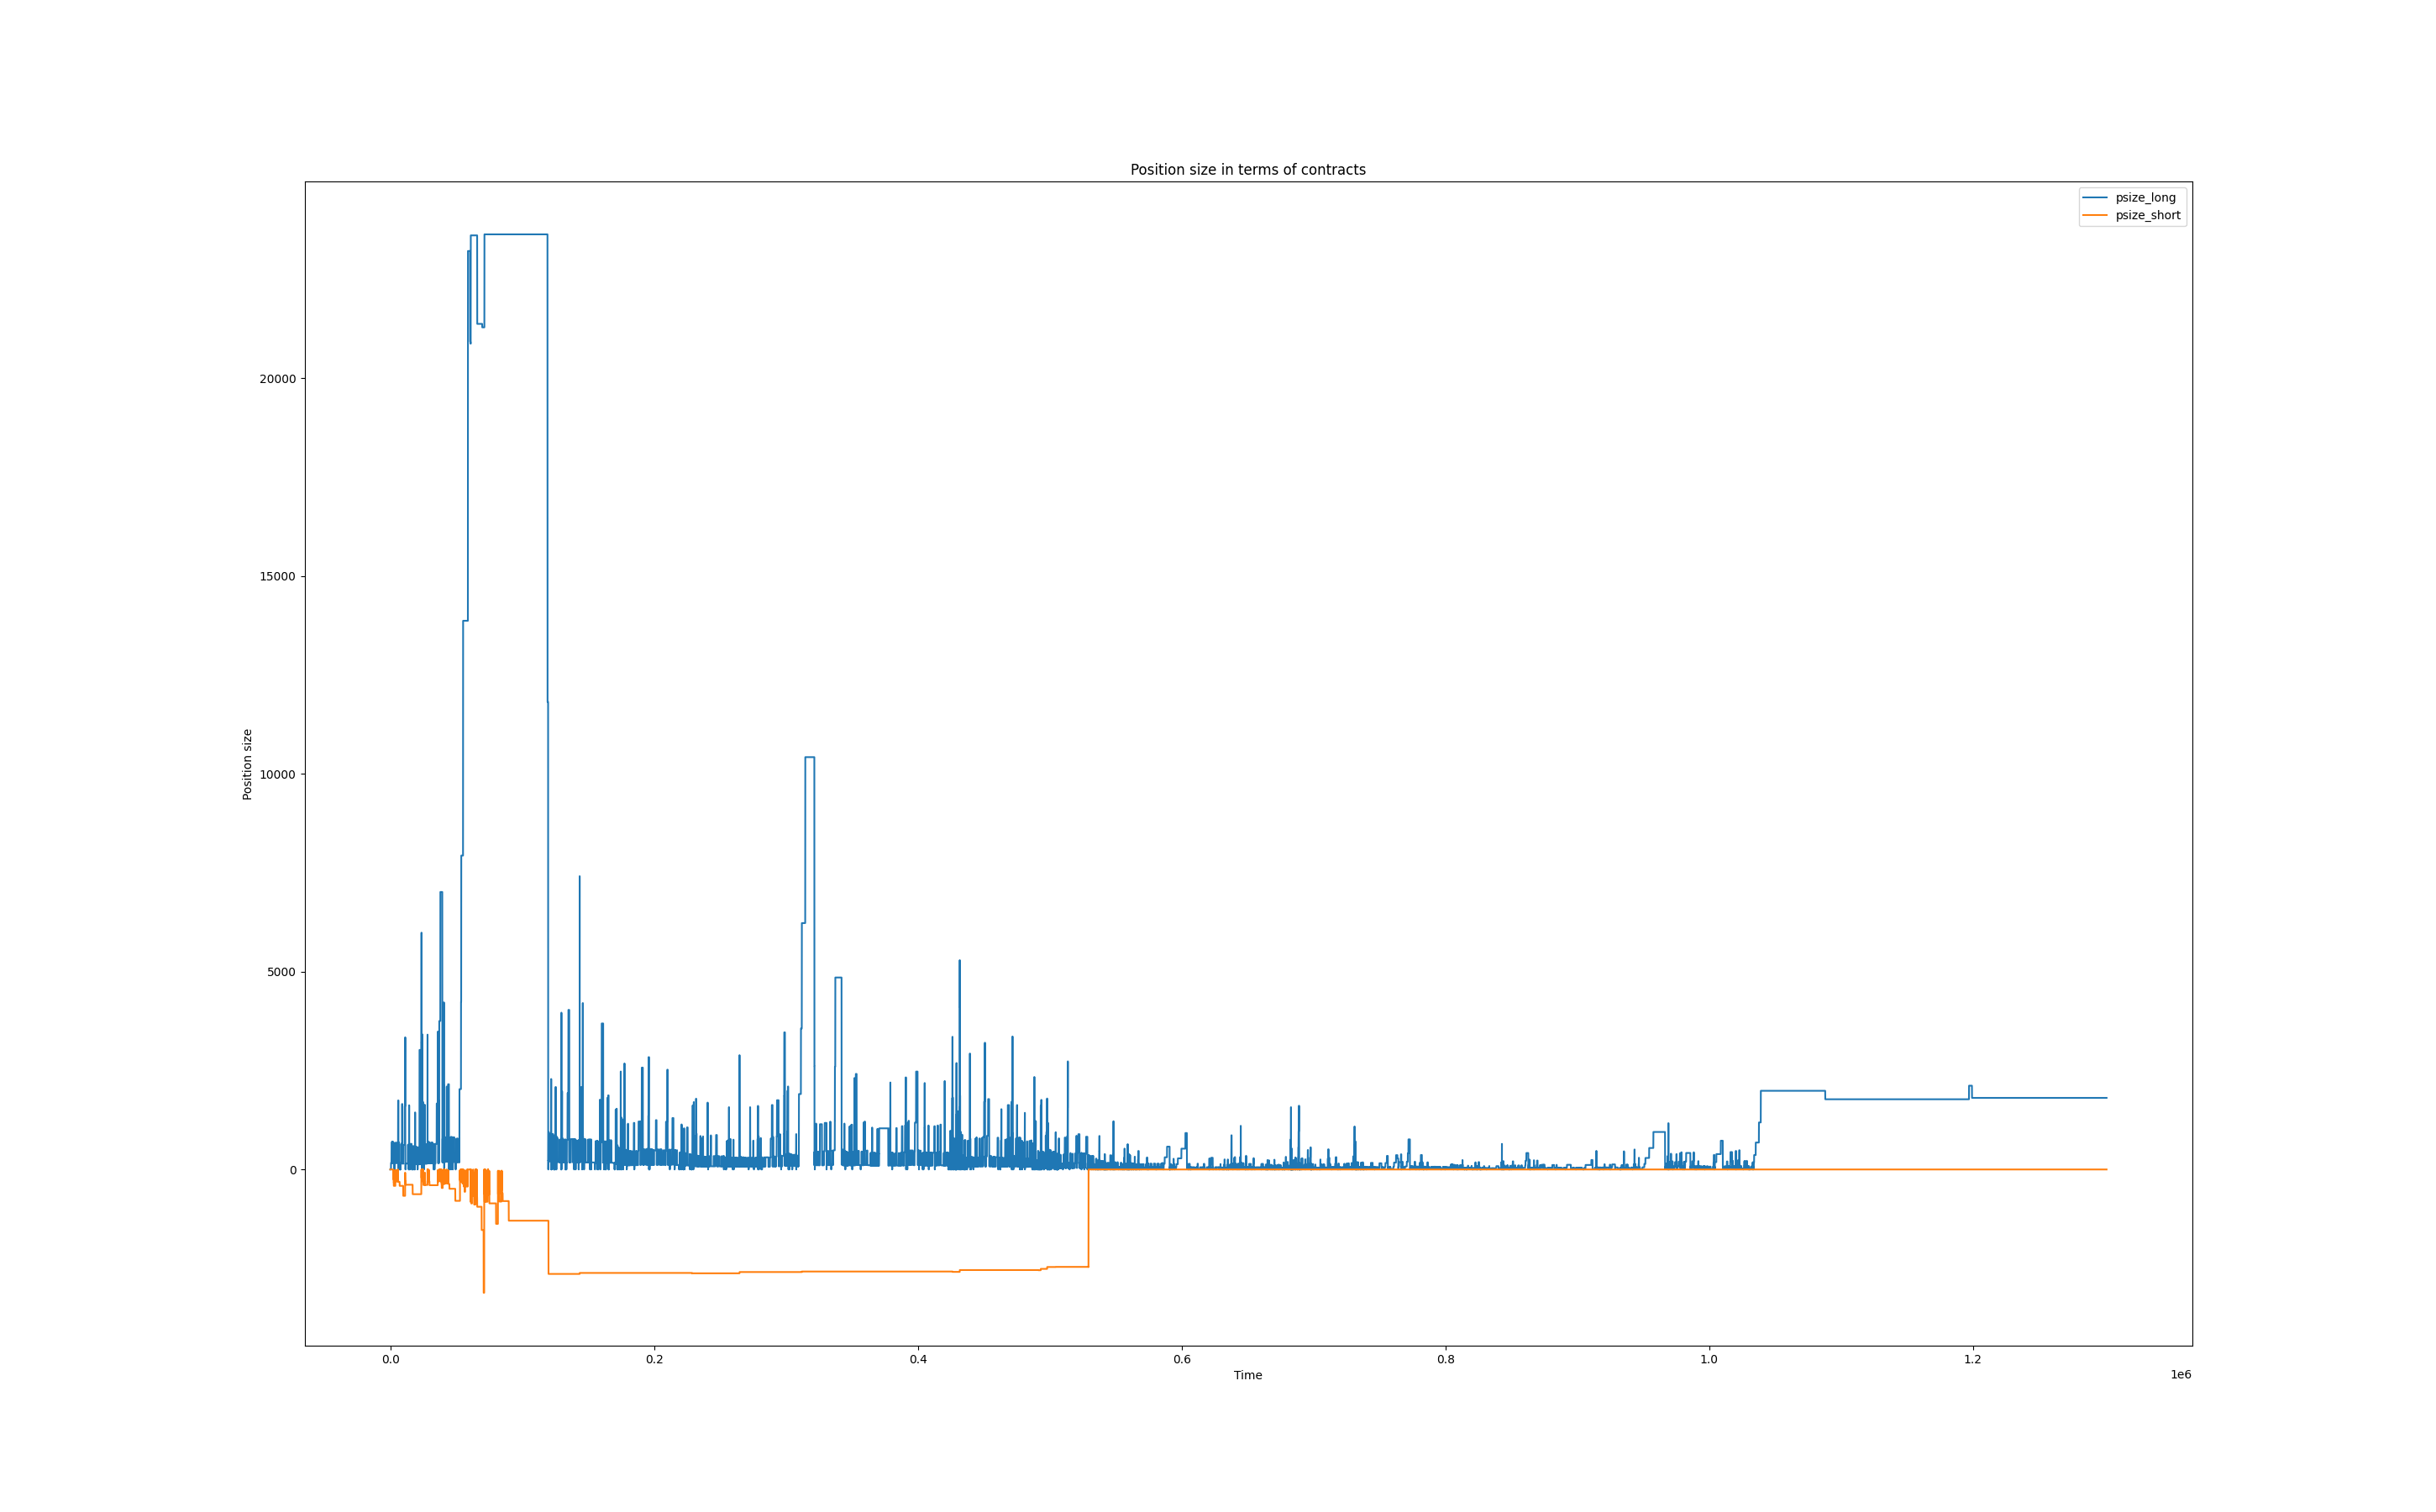 Position size in terms of contracts
psize_long
psize_short
Position size
20000
15000
10000
5000
0
0.0 0.2 0.4 0.6 0.8 1.0 1.2
Time
1e6